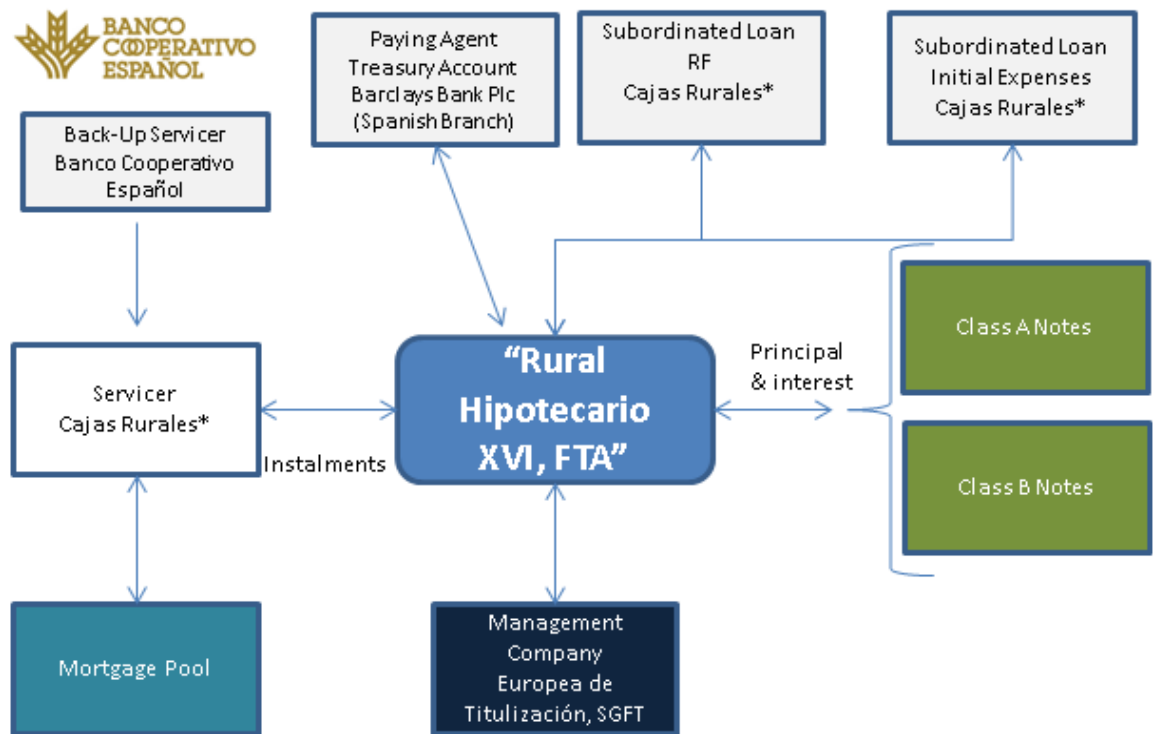 BANCO
COOPERATIVO
ESPAÑOL
Paying Agent
Treasury Account
Barclays Bank Plc
(Spanish Branch)
Subordinated Loan
RF
Cajas Rurales*
Subordinated Loan
Initial Expenses
Cajas Rurales*
Back-Up Servicer
Banco Cooperativo
Español
Servicer
Cajas Rurales*
Instalments
“Rural
Hipotecario
XVI, FTA”
Principal
& interest
Class A Notes
Class B Notes
Mortgage Pool
Management
Company
Europea de
Titulización, SGFT